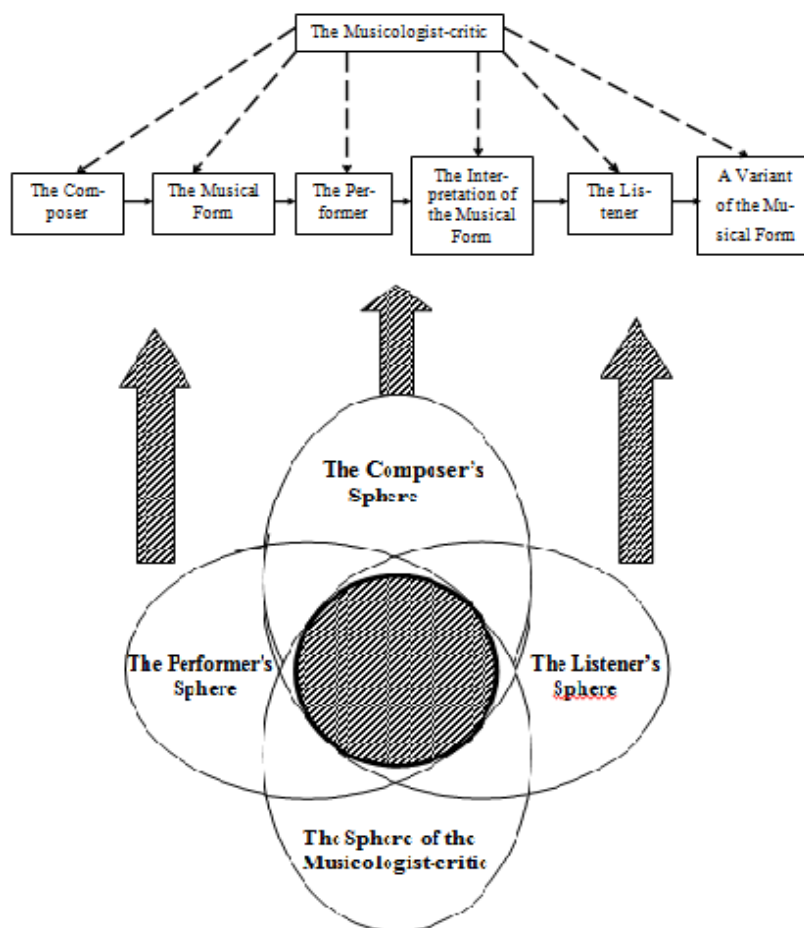 The Musicologist-critic
The Com-
poser
The Musical
Form
The Per-
former
The Inter-
pretation of
the Musical
Form
The Lis-
tener
A Variant
of the Mu-
sical Form
The Composer's
Sphere
The Performer's
Sphere
The Listener's
Sphere
The Sphere of the
Musicologist-critic